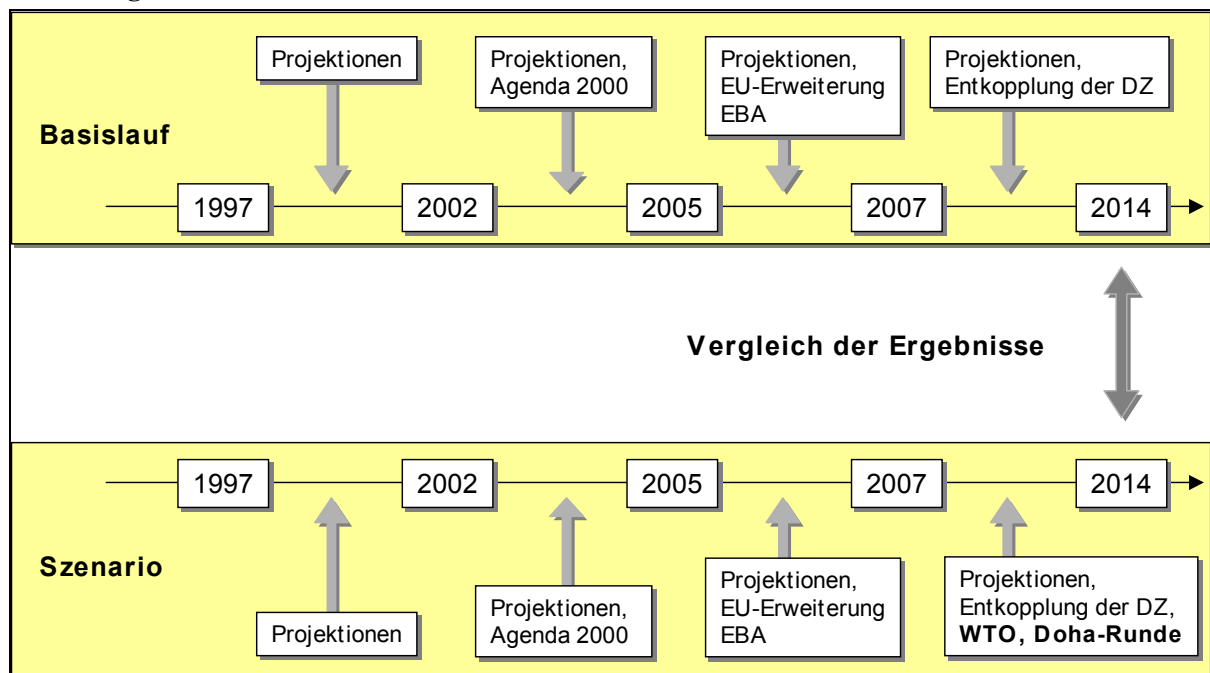 Projektionen
Projektionen,
Agenda 2000
Projektionen,
EU-Erweiterung
EBA
Projektionen,
Entkopplung der DZ
Basislauf
1997
2002
2005
2007
2014
Vergleich der Ergebnisse
1997
2002
2005
2007
2014
Szenario
Projektionen
Projektionen,
Agenda 2000
Projektionen,
EU-Erweiterung
EBA
Projektionen,
Entkopplung der DZ,
WTO, Doha-Runde